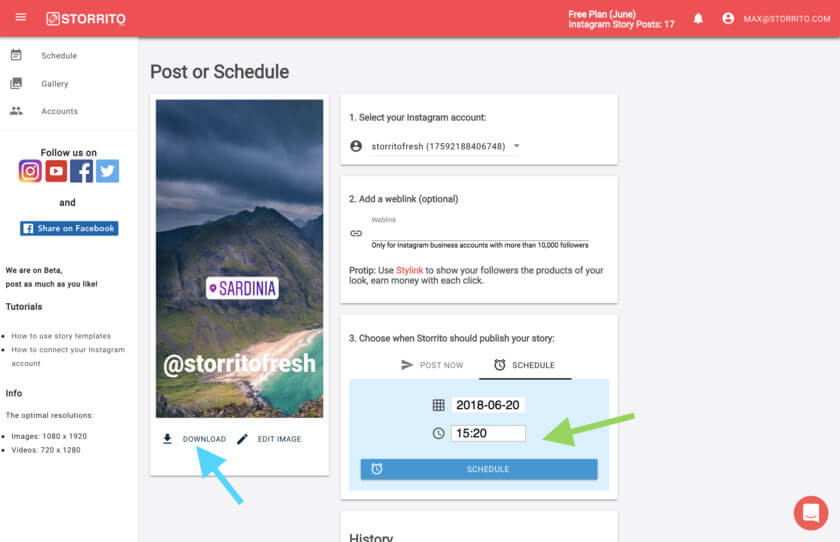 STORRITO
Free Plan (June)
Instagram Story Posts: 17
MAX@STORRITO.COM
Schedule
Gallery
Accounts
Follow us on
and
Share on Facebook
We are on Beta,
post as much as you like!
Tutorials
How to use story templates
How to connect your Instagram
account
Info
The optimal resolutions:
Images: 1080 x 1920
Videos: 720 x 1280
Post or Schedule
SARDINIA
@storritofresh
DOWNLOAD
EDIT IMAGE
1. Select your Instagram account:
storritofresh (17592188406748)
2. Add a weblink (optional)
Weblink
Only for Instagram business accounts with more than 10,000 followers
Protip: Use Stylink to show your followers the products of your
look, earn money with each click.
3. Choose when Storrito should publish your story:
POST NOW
SCHEDULE
2018-06-20
15:20
SCHEDULE
History